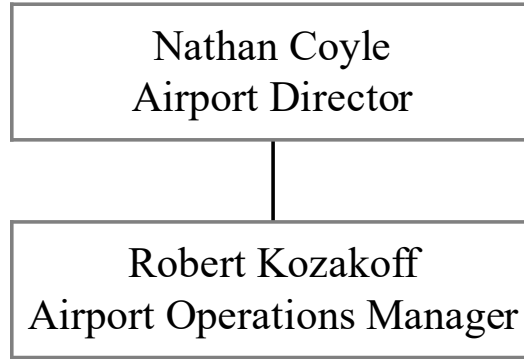 Nathan Coyle
Airport Director
Robert Kozakoff
Airport Operations Manager